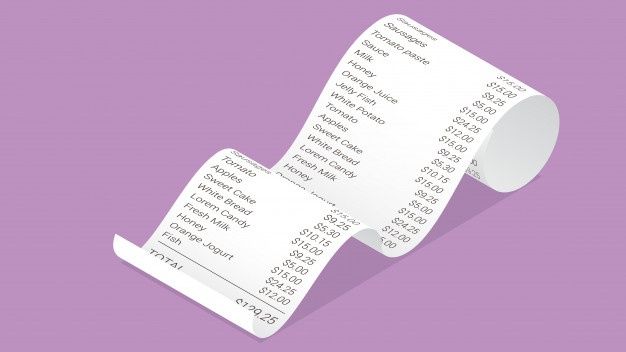 Sausages $15.00
Sausages $15.00
Tomato paste $9.25
Sauce $5.00
Milk $15.00
Honey $24.25
Orange Juice $12.00
Jelly Fish $15.00
White Potato $9.25
Tomato $5.30
Apples $10.15
Sweet Cake $15.00
White Bread $9.25
Lorem Candy $5.00
Fresh Milk $15.00
Honey $24.25
Orange Jogurt $12.00
Sausages $15.00
Tomato $9.25
Apples $5.30
Sweet Cake $10.15
White Bread $15.00
Lorem Candy $9.25
Fresh Milk $5.00
Honey $15.00
Orange Jogurt $24.25
Fish $12.00
TOTAL $129.25